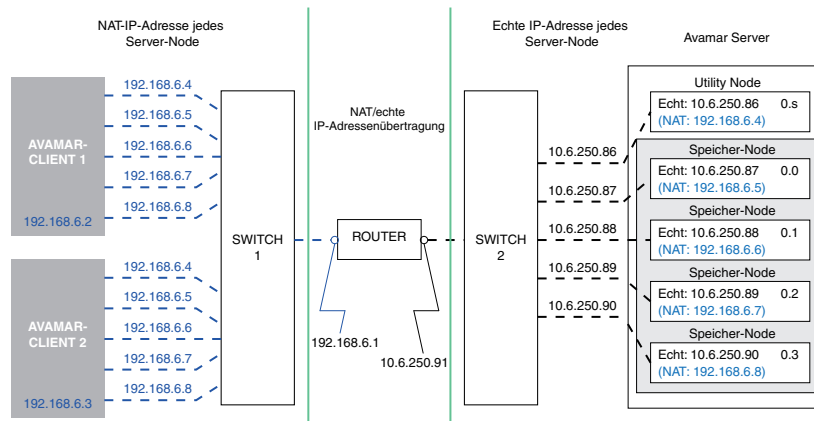 NAT-IP-Adresse jedes
Server-Node
Echte IP-Adresse jedes
Server-Node
Avamar Server
AVAMAR-
CLIENT 1
192.168.6.2
192.168.6.4
192.168.6.5
192.168.6.6
192.168.6.7
192.168.6.8
AVAMAR-
CLIENT 2
192.168.6.3
192.168.6.4
192.168.6.5
192.168.6.6
192.168.6.7
192.168.6.8
SWITCH
1
NAT/echte
IP-Adressenübertragung
ROUTER
192.168.6.1
10.6.250.91
SWITCH
2
10.6.250.86
10.6.250.87
10.6.250.88
10.6.250.89
10.6.250.90
Utility Node
Echt: 10.6.250.86 0.s
(NAT: 192.168.6.4)
Speicher-Node
Echt: 10.6.250.87 0.0
(NAT: 192.168.6.5)
Speicher-Node
Echt: 10.6.250.88 0.1
(NAT: 192.168.6.6)
Speicher-Node
Echt: 10.6.250.89 0.2
(NAT: 192.168.6.7)
Speicher-Node
Echt: 10.6.250.90 0.3
(NAT: 192.168.6.8)